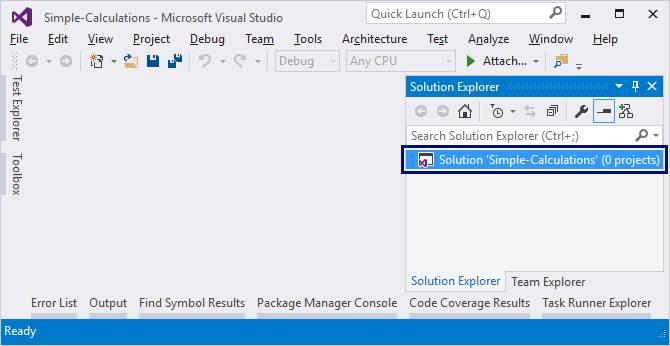 Simple-Calculations - Microsoft Visual Studio
Quick Launch (Ctrl+Q)
File Edit View Project Debug Team Tools Architecture Test Analyze Window Help
Debug Any CPU Attach...
Test Explorer
Toolbox
Solution Explorer
Search Solution Explorer (Ctrl+;)
Solution 'Simple-Calculations' (0 projects)
Solution Explorer Team Explorer
Error List Output Find Symbol Results Package Manager Console Code Coverage Results Task Runner Explorer
Ready